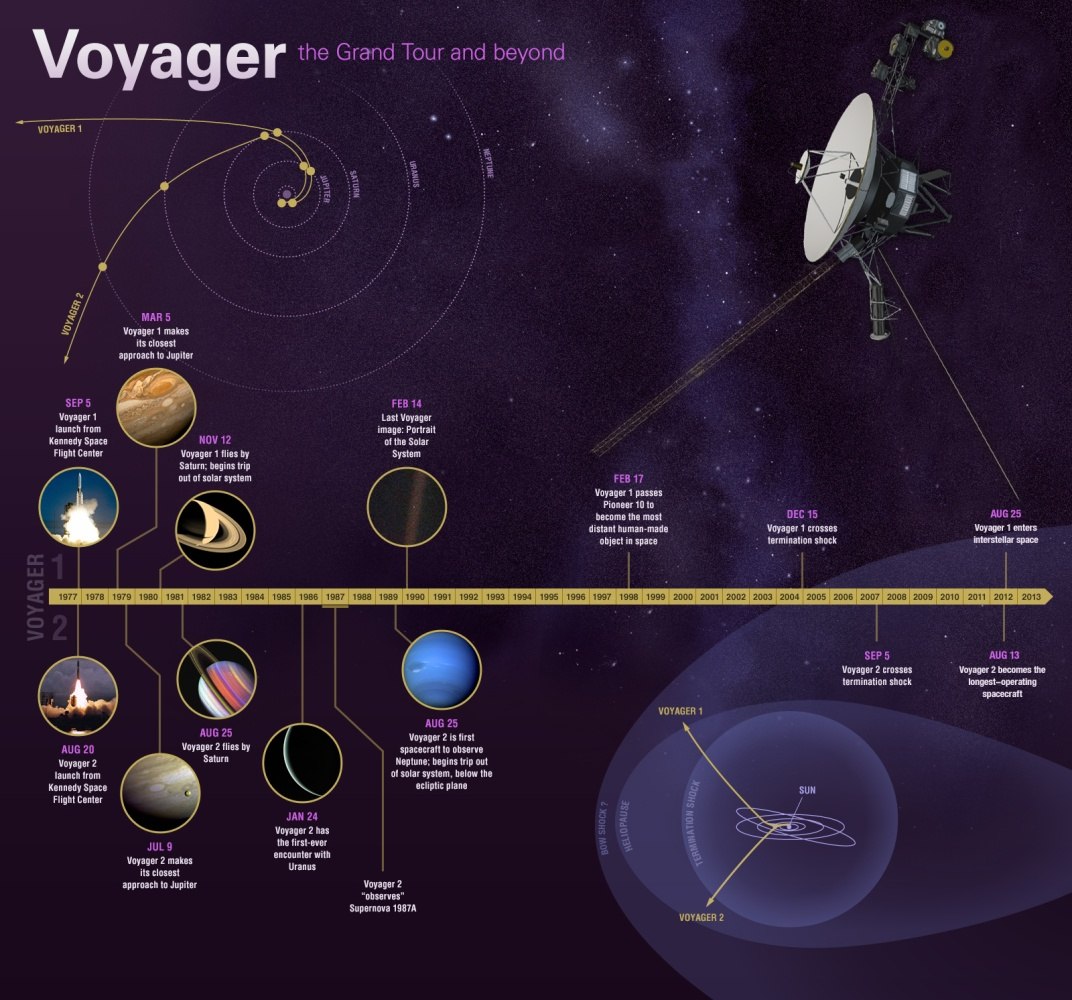 Voyager the Grand Tour and beyond
VOYAGER 1
VOYAGER 2
JUPITER
SATURN
URANUS
NEPTUNE
MAR 5
Voyager 1 makes
its closest
approach to Jupiter
SEP 5
Voyager 1
launch from
Kennedy Space
Flight Center
NOV 12
Voyager 1 flies by
Saturn; begins trip
out of solar system
FEB 14
Last Voyager
image: Portrait
of the Solar
System
FEB 17
Voyager 1 passes
Pioneer 10 to
become the most
distant human-made
object in space
DEC 15
Voyager 1 crosses
termination shock
AUG 25
Voyager 1 enters
interstellar space
VOYAGER
1
2
1977 1978 1979 1980 1981 1982 1983 1984 1985 1986 1987 1988 1989 1990 1991 1992 1993 1994 1995 1996 1997 1998 1999 2000 2001 2002 2003 2004 2005 2006 2007 2008 2009 2010 2011 2012 2013
AUG 20
Voyager 2
launch from
Kennedy Space
Flight Center
JUL 9
Voyager 2 makes
its closest
approach to Jupiter
AUG 25
Voyager 2 flies by
Saturn
JAN 24
Voyager 2 has
the first-ever
encounter with
Uranus
Voyager 2
"observes"
Supernova 1987A
AUG 25
Voyager 2 is first
spacecraft to observe
Neptune; begins trip out
of solar system, below the
ecliptic plane
SEP 5
Voyager 2 crosses
termination shock
AUG 13
Voyager 2 becomes the
longest–operating
spacecraft
VOYAGER 1
SUN
BOW SHOCK ?
HELIOPAUSE
TERMINATION SHOCK
VOYAGER 2